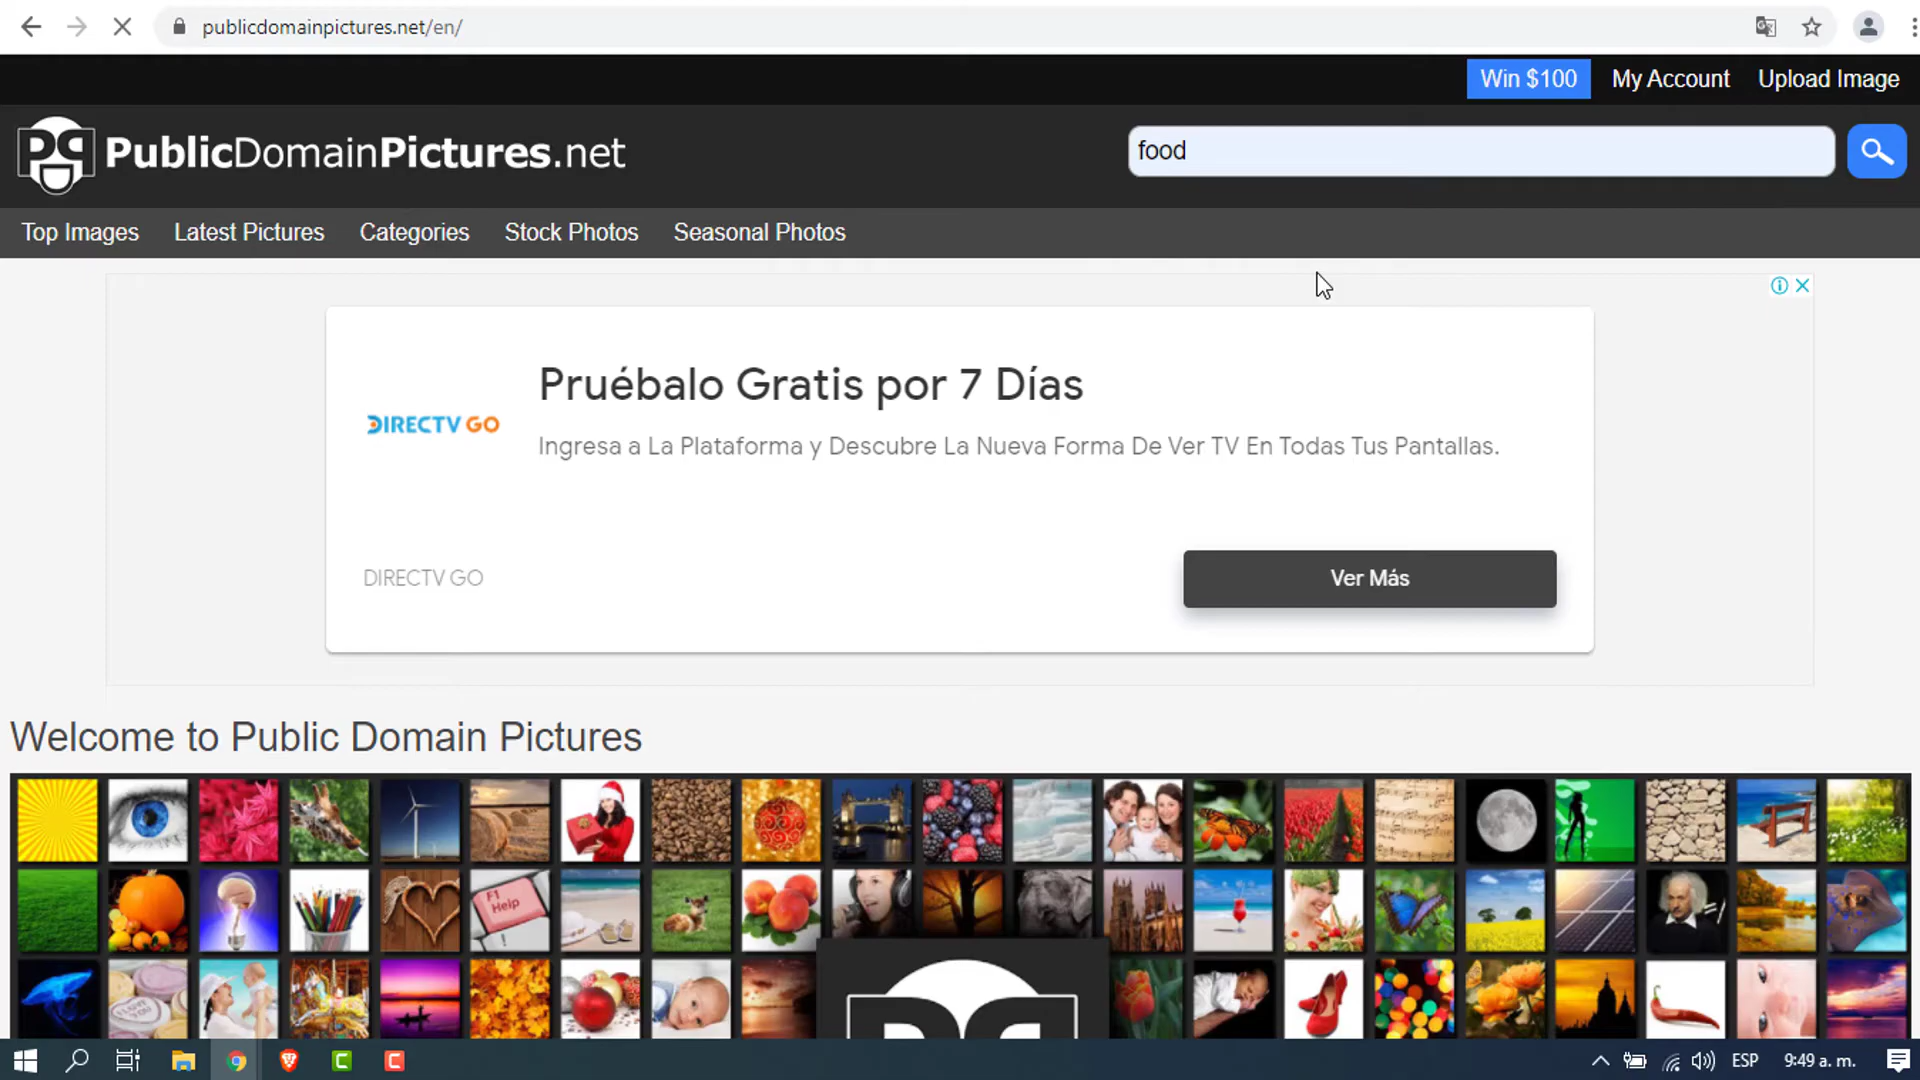 publicdomainpictures.net/en/
Win $100 My Account Upload Image
PublicDomainPictures.net
food
Top Images Latest Pictures Categories Stock Photos Seasonal Photos
Pruébalo Gratis por 7 Días
DIRECTV GO
Ingresa a La Plataforma y Descubre La Nueva Forma De Ver TV En Todas Tus Pantallas.
DIRECTV GO
Ver Más
Welcome to Public Domain Pictures
F1
Help
ESP 9:49 a. m.